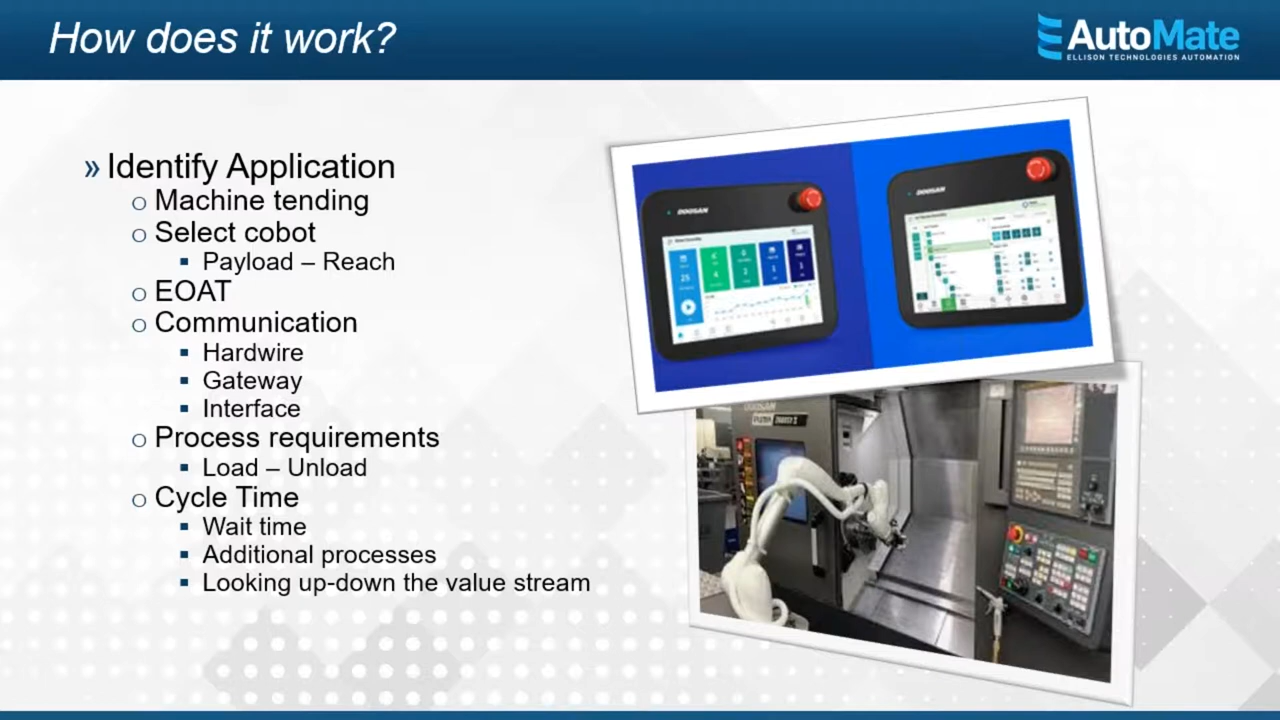 How does it work?
AutoMate
ELLISON TECHNOLOGIES AUTOMATION
» Identify Application
o Machine tending
o Select cobot
▪ Payload – Reach
o EOAT
o Communication
▪ Hardwire
▪ Gateway
▪ Interface
o Process requirements
▪ Load – Unload
o Cycle Time
▪ Wait time
▪ Additional processes
▪ Looking up-down the value stream
DOOSAN
DOOSAN
25
DOOSAN